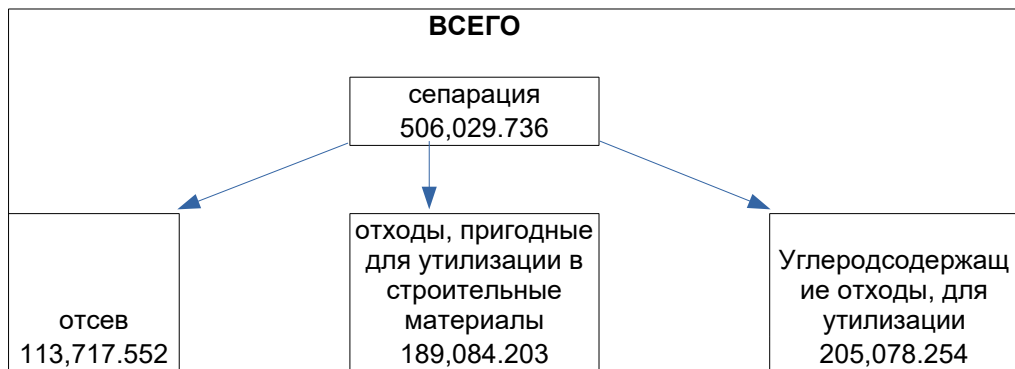 ВСЕГО
сепарация
506,029.736
отсев
113,717.552
отходы, пригодные
для утилизации в
строительные
материалы
189,084.203
Углеродсодержащ
ие отходы, для
утилизации
205,078.254